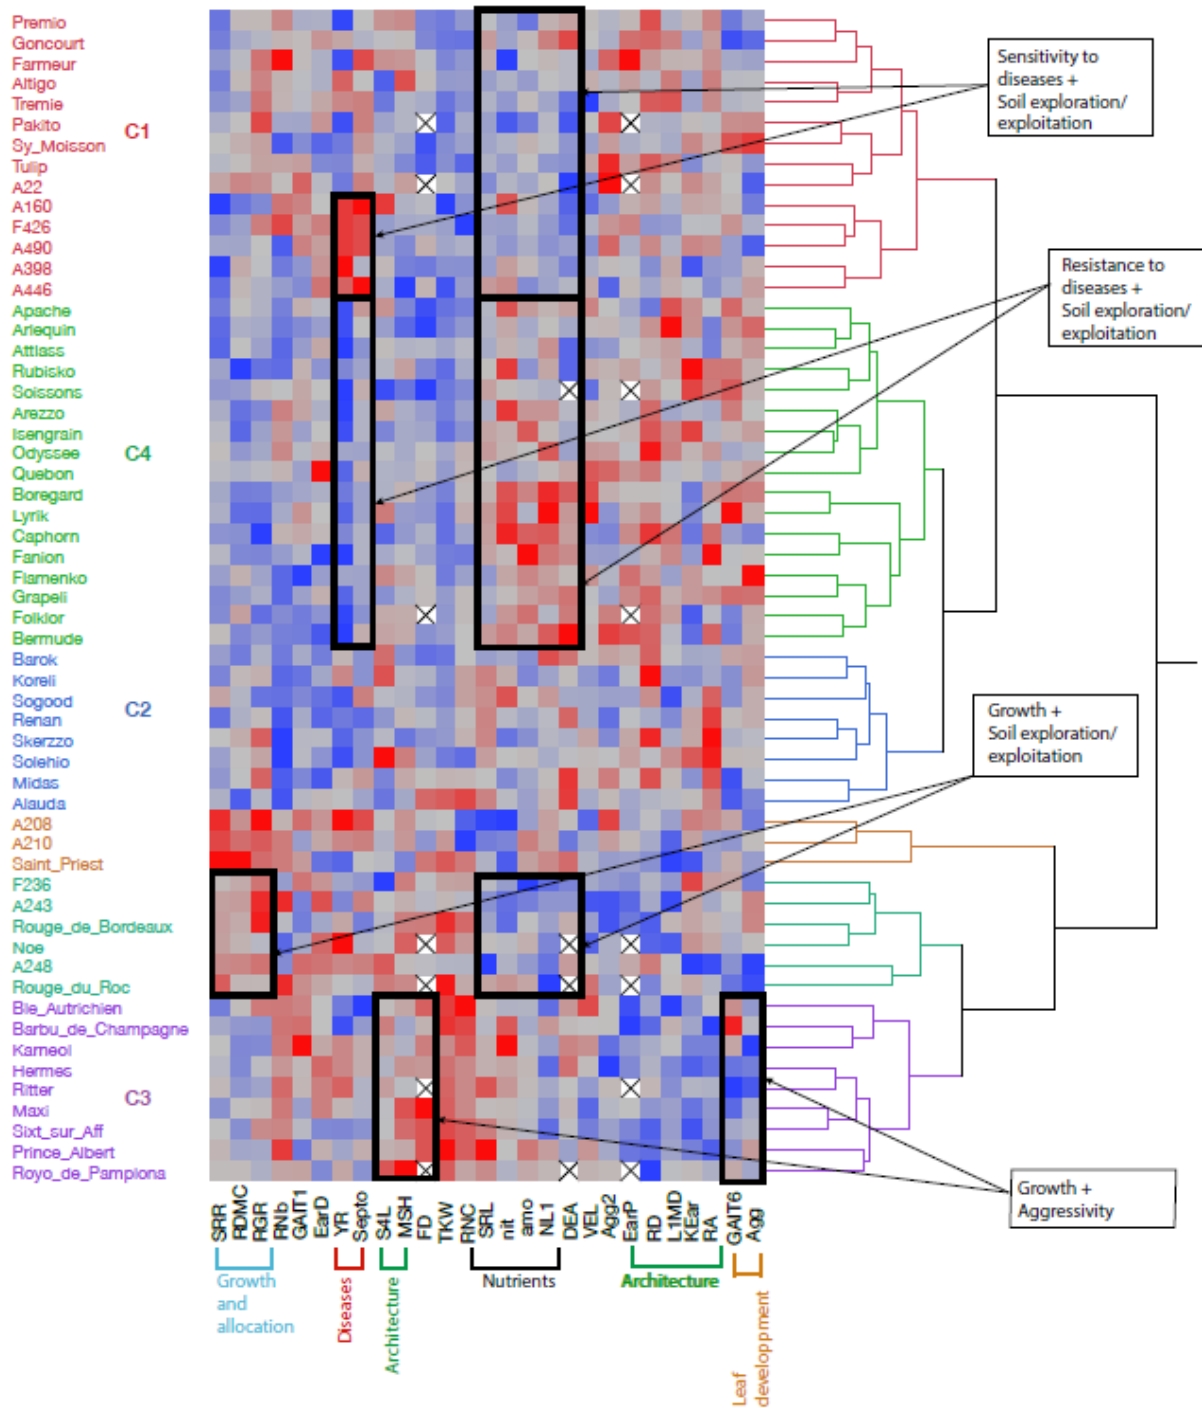 Premio
Goncourt
Farmeur
Altigo
Tremie
Pakito
C1
Sy_Moisson
Tulip
A22
A160
F426
A490
A398
A446
Apache
Arlequin
Attlass
Rubisko
Soissons
Arezzo
Isengrain
Odyssee
C4
Quebon
Boregard
Lyrik
Caphorn
Fanion
Flamenko
Grapeli
Folklor
Bermude
Barok
Koreli
Sogood
C2
Renan
Skerzzo
Solehio
Midas
Alauda
A208
A210
Saint_Priest
F236
A243
Rouge_de_Bordeaux
Noe
A248
Rouge_du_Roc
Ble_Autrichien
Barbu_de_Champagne
Karneol
Hermes
Ritter
C3
Maxi
Sixt_sur_Aff
Prince_Albert
Royo_de_Pamplona
Sensitivity to
diseases +
Soil exploration/
exploitation
Resistance to
diseases +
Soil exploration/
exploitation
Growth +
Soil exploration/
exploitation
Growth +
Aggressivity
SRR
RDMC
RGR
RNb
GAIT1
EarD
YR
Septo
S4L
MSH
FD
TKW
RNC
SRL
nit
amo
NL1
DEA
VEL
Agg2
EarP
RD
L1MD
KEar
RA
GAIT6
Agg
Growth
and
allocation
Diseases
Architecture
Nutrients
Architecture
Leaf
developpment